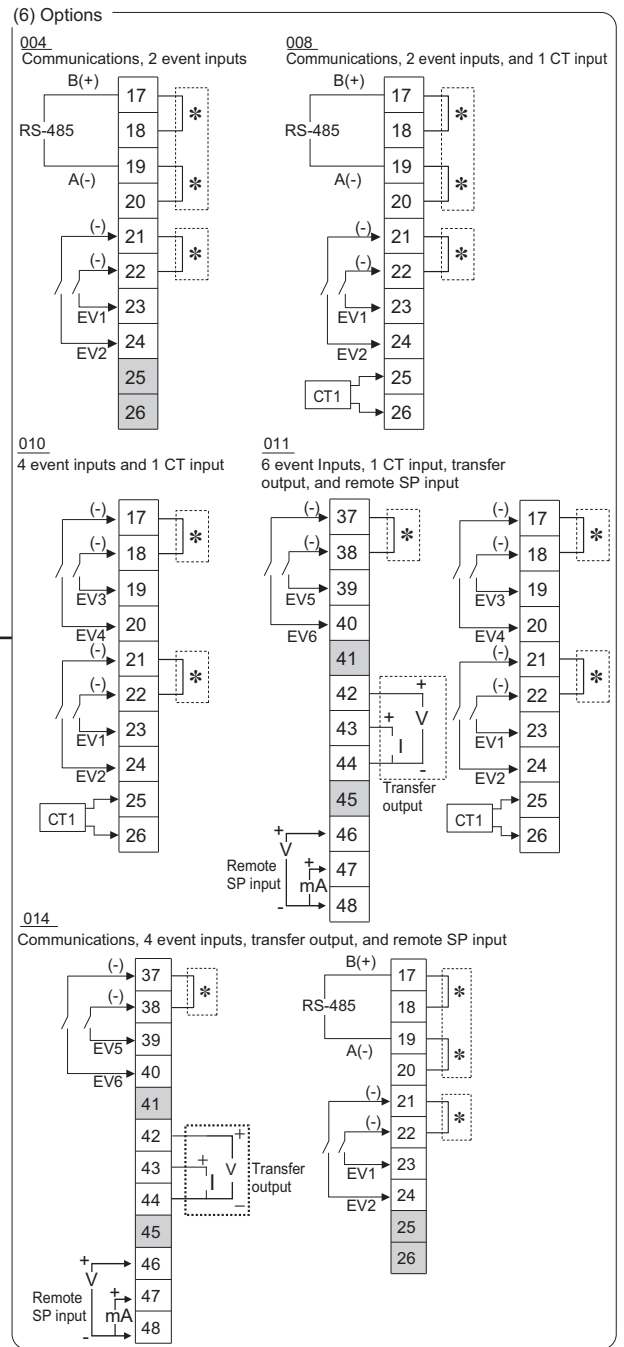 (6) Options
004
Communications, 2 event inputs
B(+)
RS-485
A(-)
17
18
19
20
21
22
23
24
25
26
*
*
*
(-)
(-)
EV1
EV2
008
Communications, 2 event inputs, and 1 CT input
B(+)
RS-485
A(-)
17
18
19
20
21
22
23
24
25
26
*
*
*
(-)
(-)
EV1
EV2
CT1
010
4 event inputs and 1 CT input
(-)
(-)
EV3
EV4
(-)
(-)
EV1
EV2
CT1
17
18
19
20
21
22
23
24
25
26
*
*
011
6 event Inputs, 1 CT input, transfer
output, and remote SP input
(-)
(-)
EV5
EV6
37
38
39
40
41
42
43
44
45
46
47
48
*
+
+
V
I
-
Transfer
output
+
V
+
mA
-
Remote
SP input
(-)
(-)
EV3
EV4
(-)
(-)
EV1
EV2
CT1
17
18
19
20
21
22
23
24
25
26
*
*
014
Communications, 4 event inputs, transfer output, and remote SP input
(-)
(-)
EV5
EV6
37
38
39
40
41
42
43
44
45
46
47
48
*
+
+
V
I
−
Transfer
output
+
V
+
mA
-
Remote
SP input
B(+)
RS-485
A(-)
17
18
19
20
21
22
23
24
25
26
*
*
*
(-)
(-)
EV1
EV2